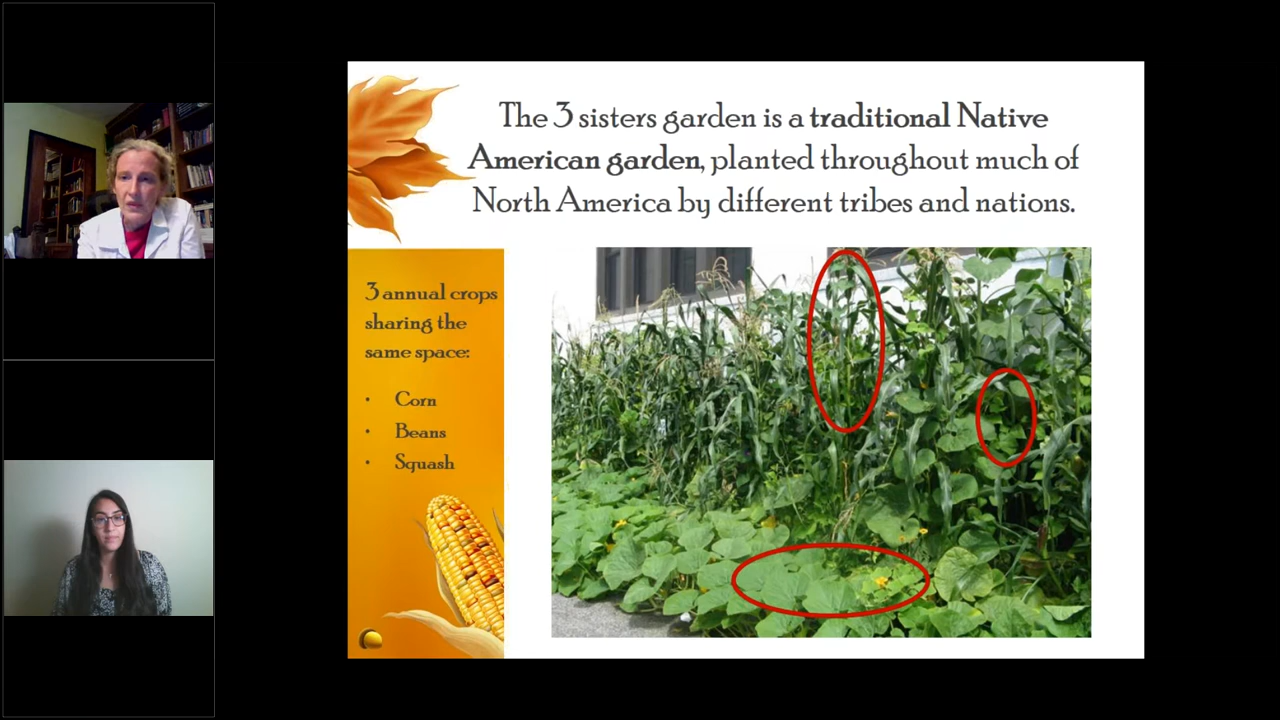 The 3 sisters garden is a traditional Native
American garden, planted throughout much of
North America by different tribes and nations.
3 annual crops
sharing the
same space:
• Corn
• Beans
• Squash